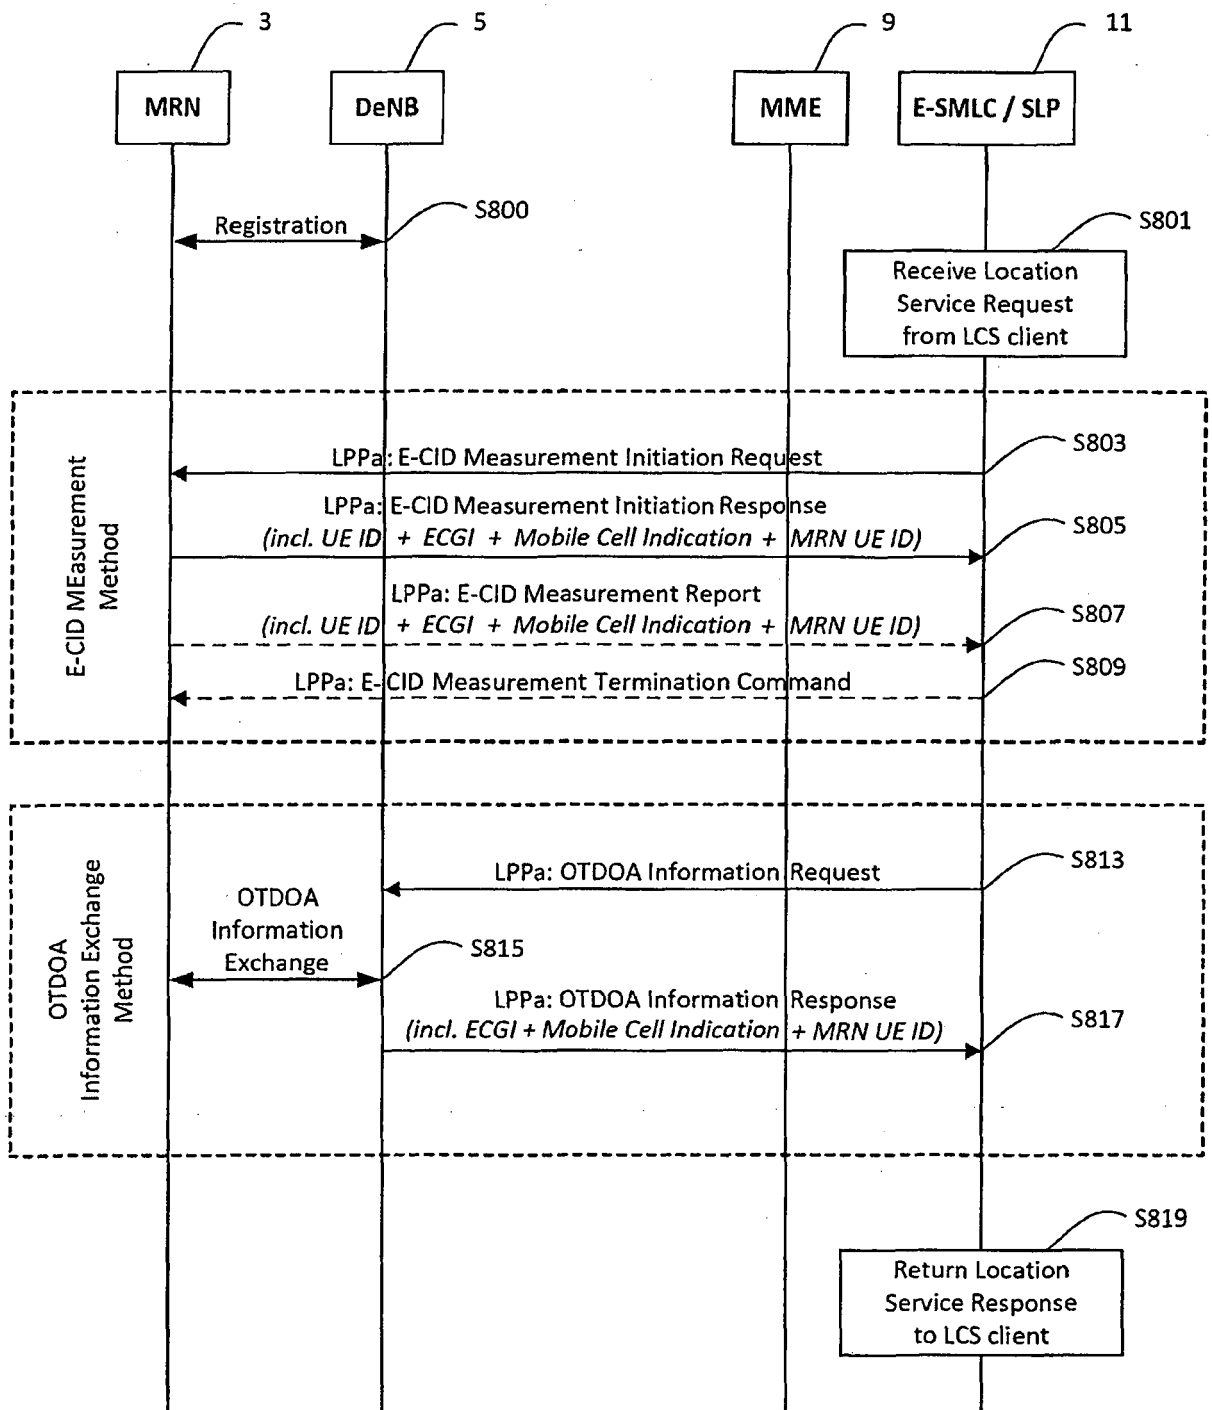 3
5
9
11
MRN
DeNB
MME
E-SMLC / SLP
Registration
S800
S801
Receive Location
Service Request
from LCS client
E-CID MEasurement
Method
LPPa: E-CID Measurement Initiation Request
S803
LPPa: E-CID Measurement Initiation Response
(incl. UE ID + ECGI + Mobile Cell Indication + MRN UE ID)
S805
LPPa: E-CID Measurement Report
(incl. UE ID + ECGI + Mobile Cell Indication + MRN UE ID)
S807
LPPa: E-CID Measurement Termination Command
S809
OTDOA
Information Exchange
Method
LPPa: OTDOA Information Request
S813
OTDOA
Information
Exchange
S815
LPPa: OTDOA Information Response
(incl. ECGI + Mobile Cell Indication + MRN UE ID)
S817
S819
Return Location
Service Response
to LCS client